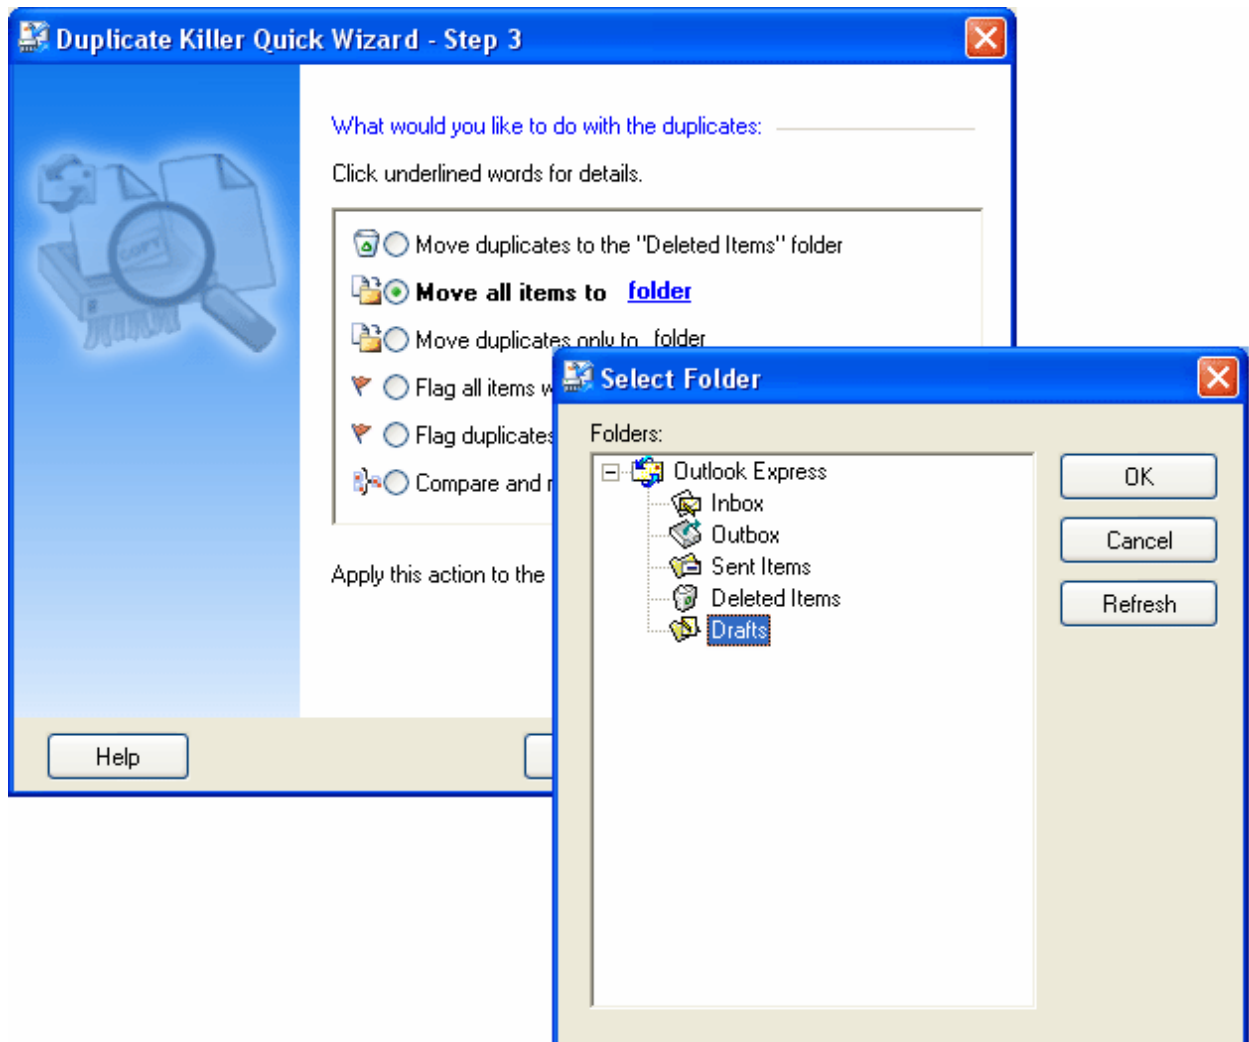 Duplicate Killer Quick Wizard - Step 3
What would you like to do with the duplicates:
Click underlined words for details.
Move duplicates to the "Deleted Items" folder
Move all items to folder
Move duplicates only to folder
Flag all items
Flag duplicates
Compare and
Apply this action to the
Help
Select Folder
Folders:
Outlook Express
Inbox
Outbox
Sent Items
Deleted Items
Drafts
OK
Cancel
Refresh